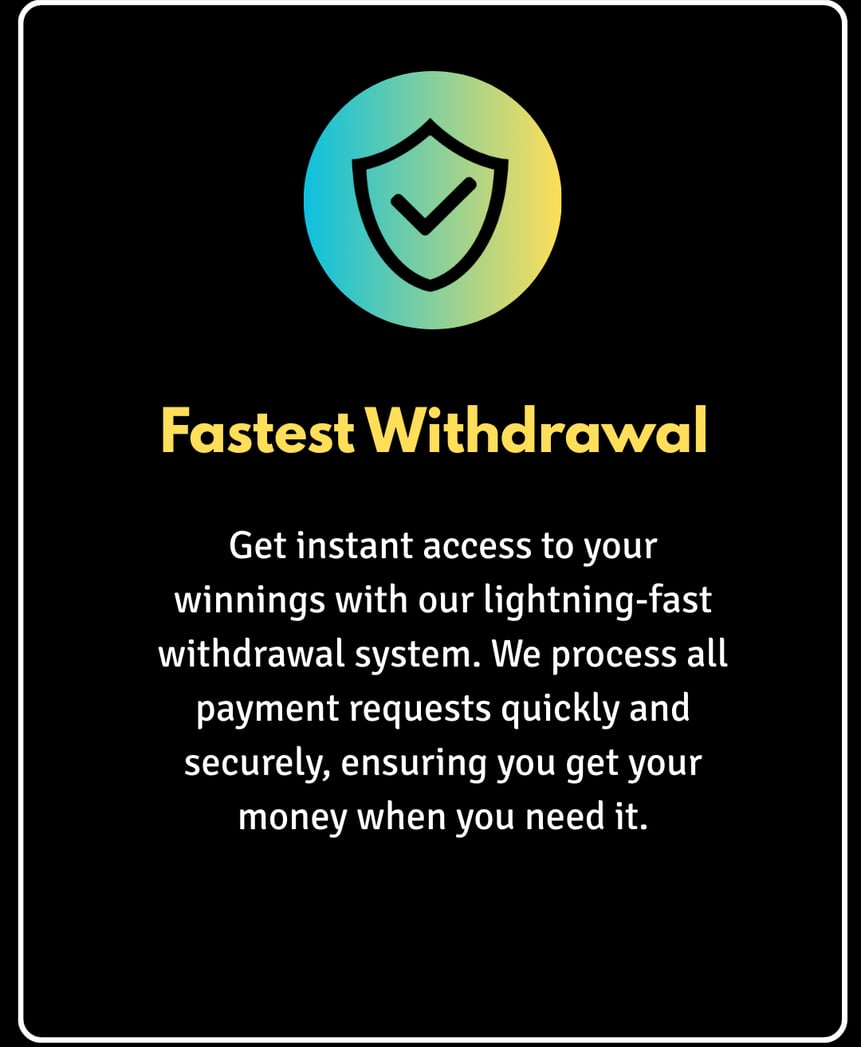 Fastest Withdrawal
Get instant access to your
winnings with our lightning-fast
withdrawal system. We process all
payment requests quickly and
securely, ensuring you get your
money when you need it.